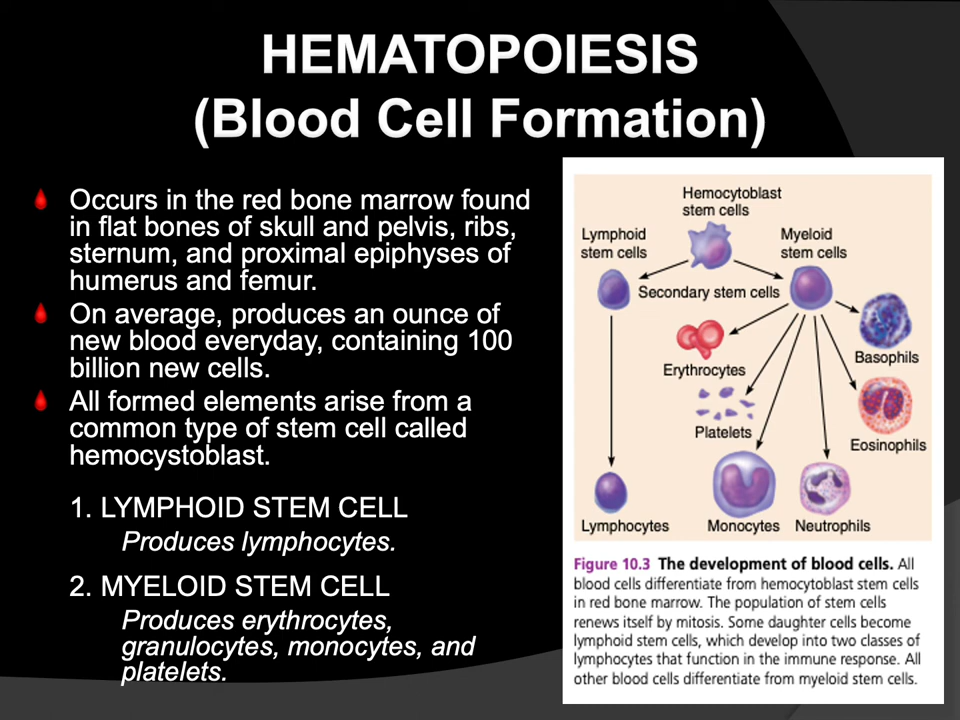 HEMATOPOIESIS
(Blood Cell Formation)
Occurs in the red bone marrow found
in flat bones of skull and pelvis, ribs,
sternum, and proximal epiphyses of
humerus and femur.
On average, produces an ounce of
new blood everyday, containing 100
billion new cells.
All formed elements arise from a
common type of stem cell called
hemocystoblast.
1. LYMPHOID STEM CELL
Produces lymphocytes.
2. MYELOID STEM CELL
Produces erythrocytes,
granulocytes, monocytes, and
platelets.
Hemocytoblast
stem cells
Lymphoid
stem cells
Myeloid
stem cells
Secondary stem cells
Basophils
Erythrocytes
Platelets
Eosinophils
Lymphocytes
Monocytes
Neutrophils
Figure 10.3 The development of blood cells. All
blood cells differentiate from hemocytoblast stem cells
in red bone marrow. The population of stem cells
renews itself by mitosis. Some daughter cells become
lymphoid stem cells, which develop into two classes of
lymphocytes that function in the immune response. All
other blood cells differentiate from myeloid stem cells.